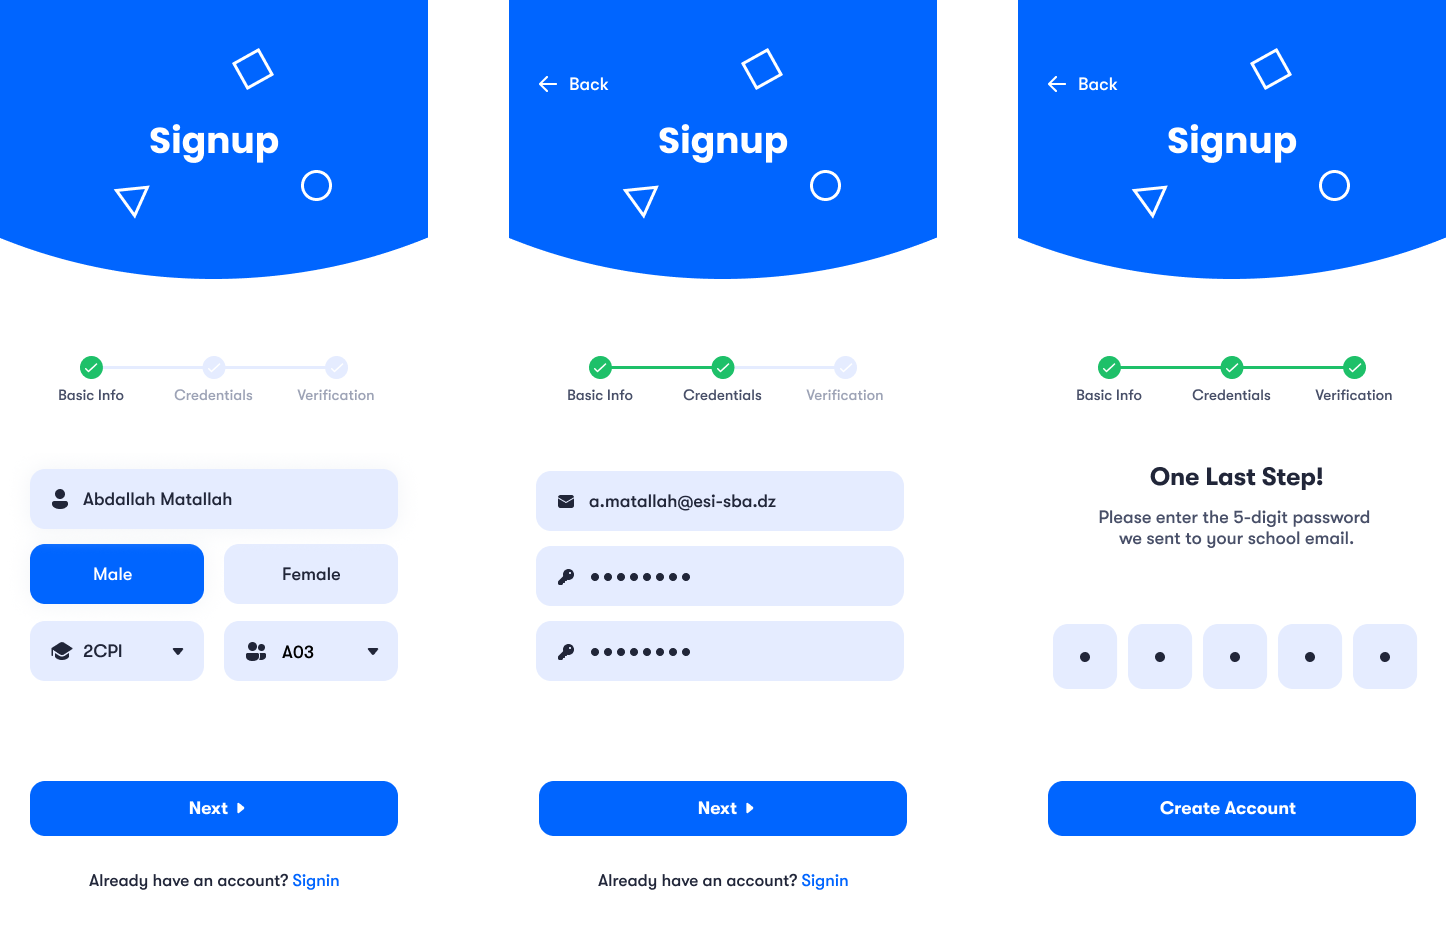 Signup
Basic Info
Credentials
Verification
Abdallah Matallah
Male
Female
2CPI
A03
Next
Already have an account? Signin
Back
Signup
Basic Info
Credentials
Verification
a.matallah@esi-sba.dz
Next
Already have an account? Signin
Back
Signup
Basic Info
Credentials
Verification
One Last Step!
Please enter the 5-digit password
we sent to your school email.
Create Account